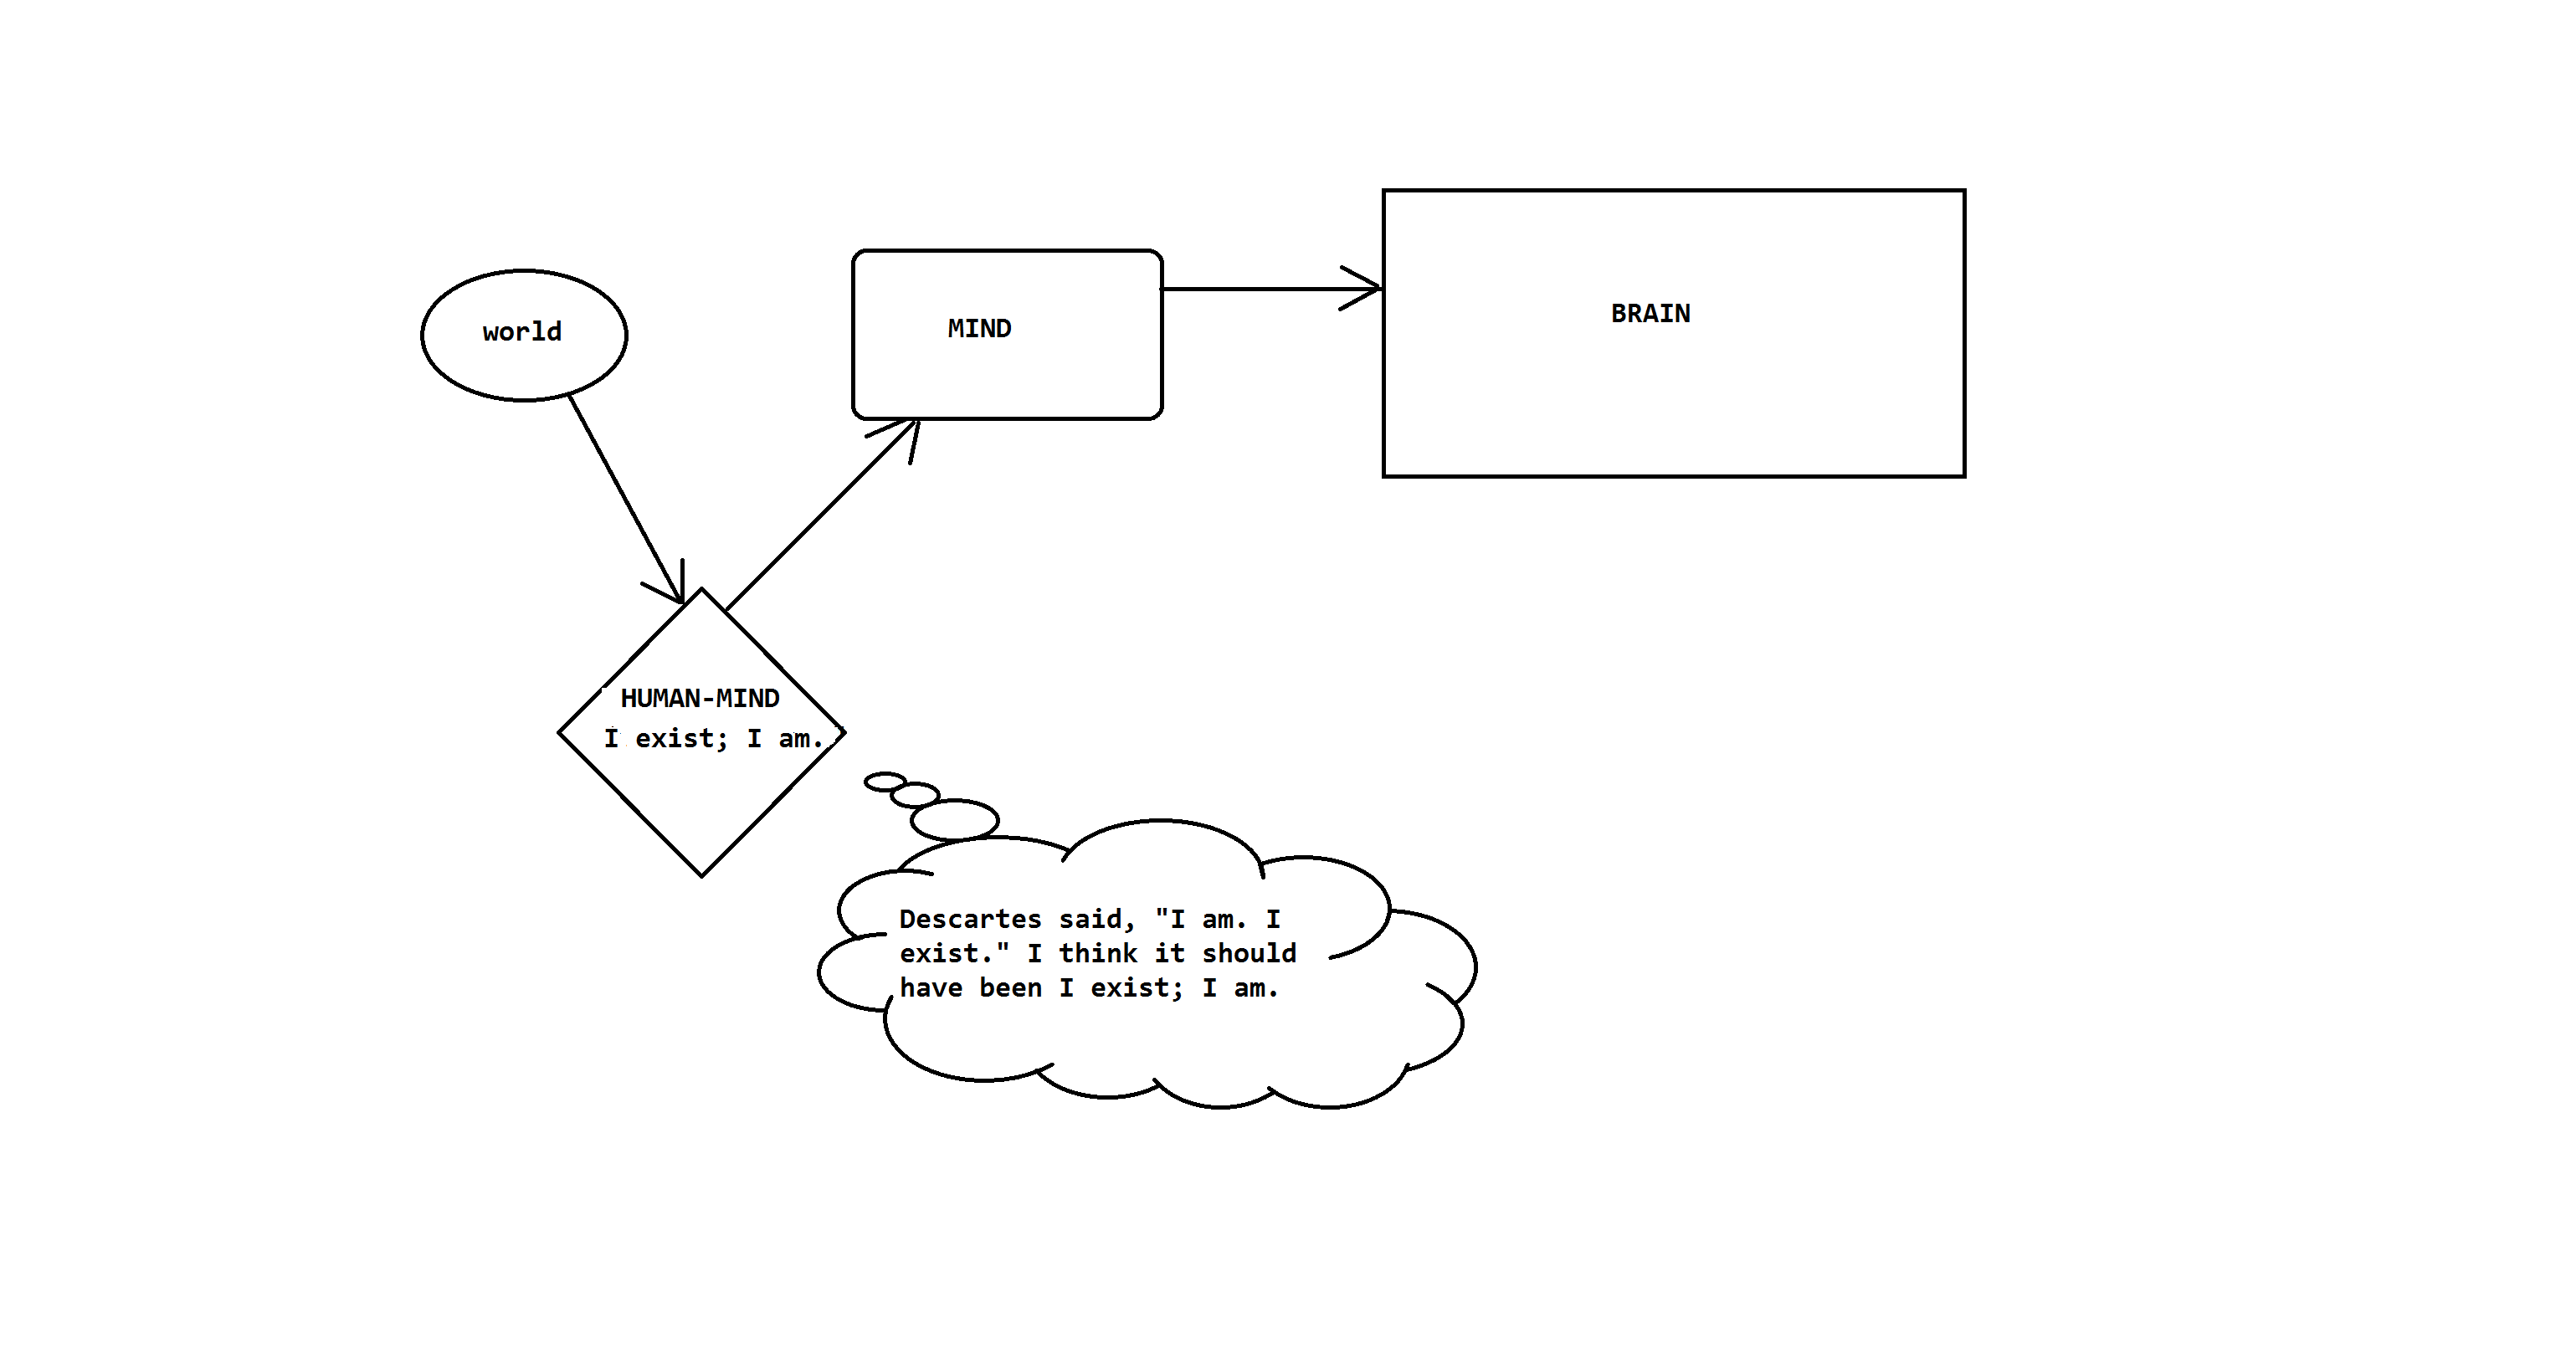 world
MIND
BRAIN
HUMAN-MIND
I exist; I am.
Descartes said, "I am. I
exist." I think it should
have been I exist; I am.